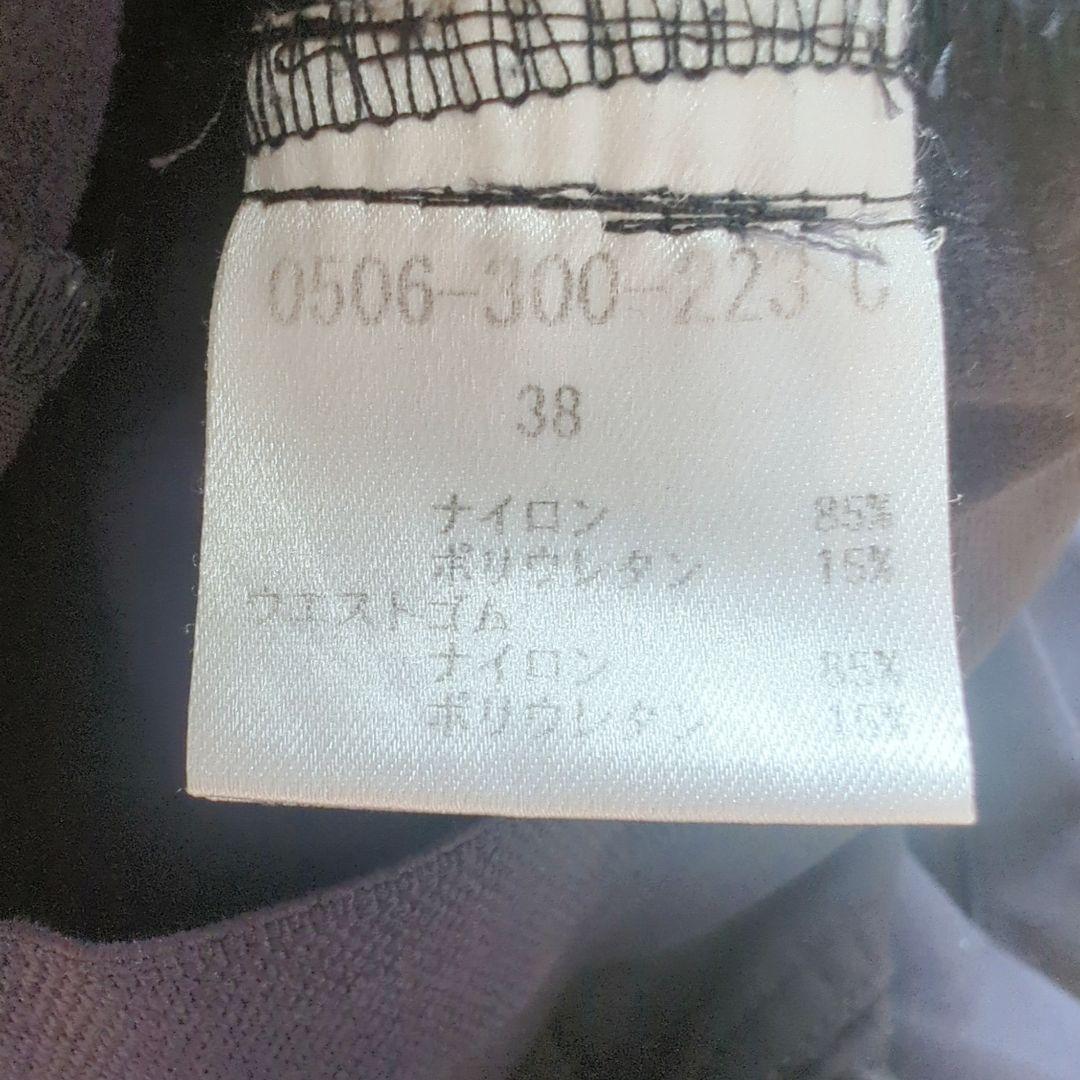 0506-300-223 C
38
ナイロン 85%
ポリウレタン 15%
ウエストゴム
ナイロン 85%
ポリウレタン 15%